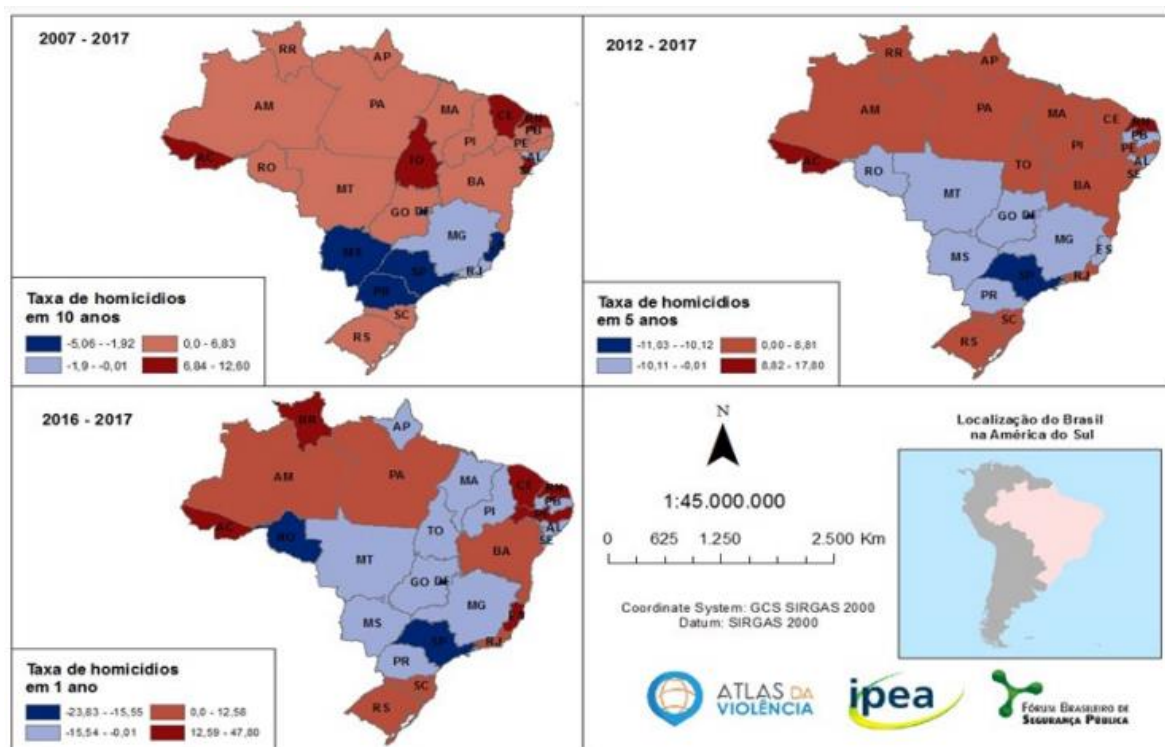 2007 - 2017
RR
AP
AM
PA
MA
CE
RN
PB
PI
PE
AL
SE
AC
TO
RO
BA
MT
GO DF
MG
MS
SP
RJ
PR
SC
RS
Taxa de homicídios
em 10 anos
-5,06 - -1,92
0,0 - 6,83
-1,9 - -0,01
6,84 - 12,60
2012 - 2017
RR
AP
AM
PA
MA
CE
RN
PB
PI
PE
AL
SE
AC
TO
RO
BA
MT
GO DF
MG
ES
MS
SP
RJ
PR
SC
RS
Taxa de homicídios
em 5 anos
-11,03 - -10,12
0,00 - 8,81
-10,11 - -0,01
8,82 - 17,80
2016 - 2017
RR
AP
AM
PA
MA
CE
RN
PB
PI
PE
AL
SE
AC
TO
RO
BA
MT
GO DF
MG
ES
MS
SP
RJ
PR
SC
RS
Taxa de homicídios
em 1 ano
-23,83 - -15,55
0,0 - 12,58
-15,54 - -0,01
12,59 - 47,80
N
1:45.000.000
0 625 1.250 2.500 Km
Coordinate System: GCS SIRGAS 2000
Datum: SIRGAS 2000
Localização do Brasil
na América do Sul
ATLAS DA
VIOLÊNCIA
ipea
FÓRUM BRASILEIRO DE
SEGURANÇA PÚBLICA